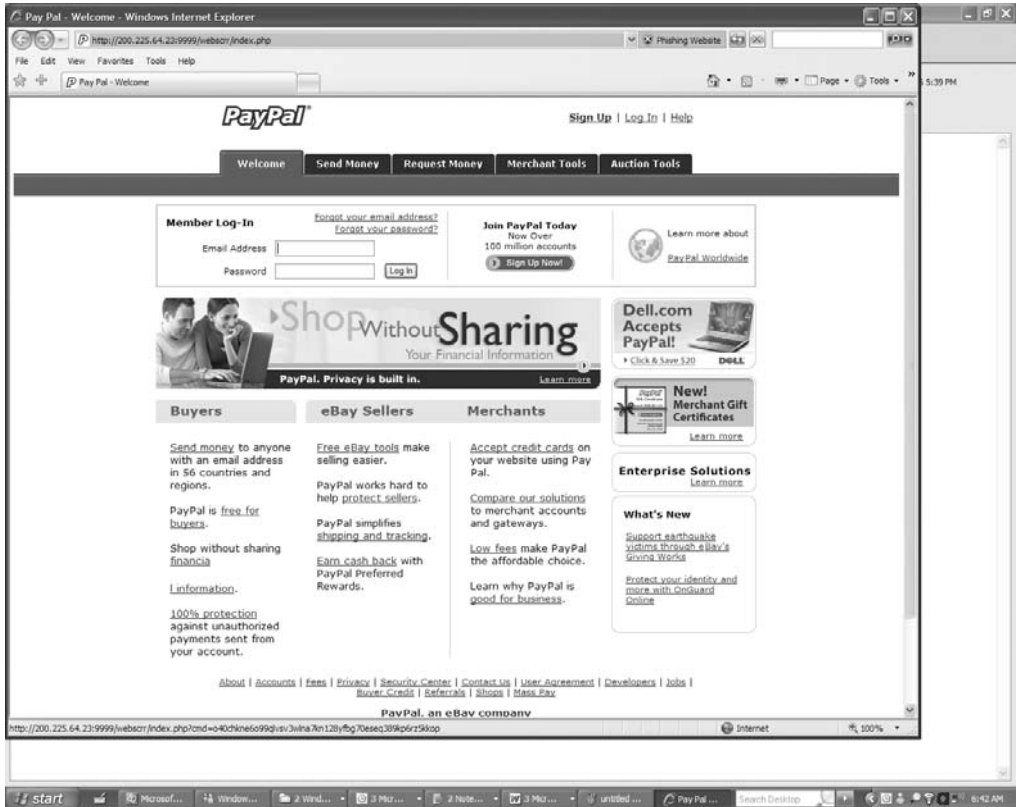 Pay Pal - Welcome - Windows Internet Explorer
http://200.225.64.23:9999/webscr/index.php
Phishing Website
File Edit View Favorites Tools Help
Pay Pal - Welcome
Page Tools »
5:39 PM
PayPal
Sign Up | Log In | Help
Welcome Send Money Request Money Merchant Tools Auction Tools
Member Log-In
Forgot your email address?
Forgot your password?
Email Address
Password
Log In
Join PayPal Today
Now Over
100 million accounts
Sign Up Now!
Learn more about
PayPal Worldwide
Shop Without Sharing
Your Financial Information
PayPal. Privacy is built in.
Learn more
Dell.com
Accepts
PayPal!
Click & Save $20
DELL
New!
Merchant Gift
Certificates
Learn more
Buyers
Send money to anyone
with an email address
in 56 countries and
regions.
PayPal is free for
buyers.
Shop without sharing
financia
l information.
100% protection
against unauthorized
payments sent from
your account.
eBay Sellers
Free eBay tools make
selling easier.
PayPal works hard to
help protect sellers.
PayPal simplifies
shipping and tracking.
Earn cash back with
PayPal Preferred
Rewards.
Merchants
Accept credit cards on
your website using Pay
Pal.
Compare our solutions
to merchant accounts
and gateways.
Low fees make PayPal
the affordable choice.
Learn why PayPal is
good for business.
Enterprise Solutions
Learn more
What's New
Support earthquake
victims through eBay's
Giving Works
Protect your identity and
more with OnGuard
Online
About | Accounts | Fees | Privacy | Security Center | Contact Us | User Agreement | Developers | Jobs |
Buyer Credit | Referrals | Shops | Mass Pay
PayPal, an eBay company
Internet
100%
start Microsof... Window... 2 Wind... 3 Micr... 2 Note... 3 Micr... untitled ... Pay Pal ... Search Desktop 6:42 AM